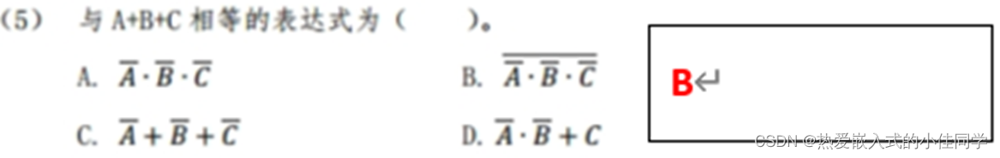 (5) 与 A+B+C 相等的表达式为（ ）。
A. A̅·B̅·C̅
B. \overline{A̅·B̅·C̅}
B↵
C. A̅+B̅+C̅
D. A̅·B̅+C
CSDN @热爱嵌入式的小佳同学